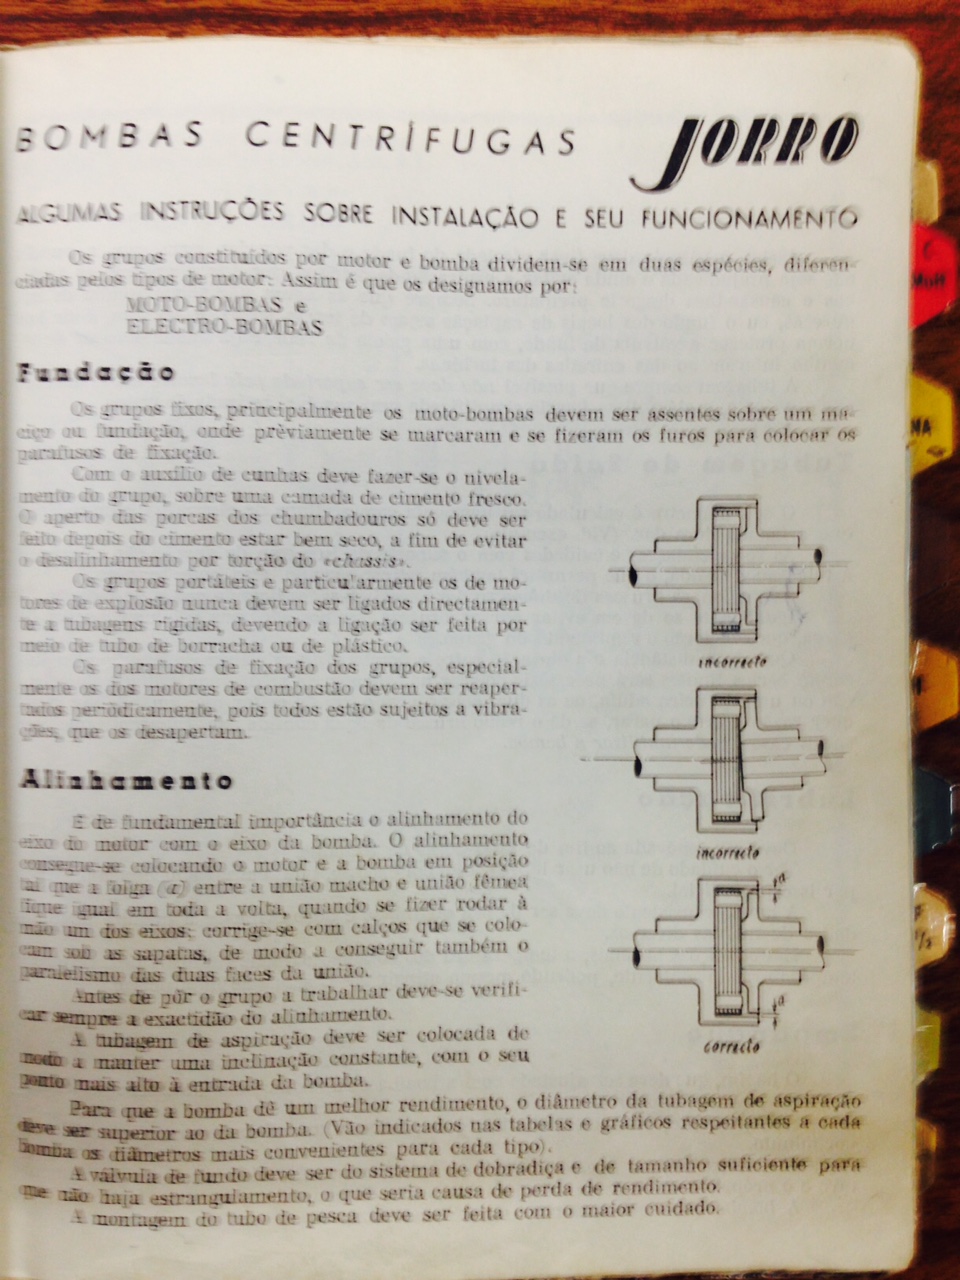 BOMBAS CENTRÍFUGAS JORRO
ALGUMAS INSTRUÇÕES SOBRE INSTALAÇÃO E SEU FUNCIONAMENTO
Os grupos constituídos por motor e bomba dividem-se em duas espécies, diferen-
ciadas pelos tipos de motor: Assim é que os designamos por:
MOTO-BOMBAS e
ELECTRO-BOMBAS
Fundação
Os grupos fixos, principalmente os moto-bombas devem ser assentes sobre um ma-
ciço ou fundação, onde prèviamente se marcaram e se fizeram os furos para colocar os
parafusos de fixação.
Com o auxílio de cunhas deve fazer-se o nivela-
mento do grupo, sobre uma camada de cimento fresco.
O aperto das porcas dos chumbadouros só deve ser
feito depois do cimento estar bem seco, a fim de evitar
o desalinhamento por torção do «chassis».
Os grupos portáteis e particularmente os de mo-
tores de explosão nunca devem ser ligados directamen-
te a tubagens rígidas, devendo a ligação ser feita por
meio de tubo de borracha ou de plástico.
Os parafusos de fixação dos grupos, especial-
mente os dos motores de combustão devem ser reaper-
tados periòdicamente, pois todos estão sujeitos a vibra-
ções, que os desapertam.
incorrecto
incorrecto
a
a
correcto
Alinhamento
É de fundamental importância o alinhamento do
eixo do motor com o eixo da bomba. O alinhamento
consegue-se colocando o motor e a bomba em posição
tal que a folga (a) entre a união macho e união fêmea
fique igual em toda a volta, quando se fizer rodar à
mão um dos eixos: corrige-se com calços que se colo-
cam sob as sapatas, de modo a conseguir também o
paralelismo das duas faces da união.
Antes de pôr o grupo a trabalhar deve-se verifi-
car sempre a exactidão do alinhamento.
A tubagem de aspiração deve ser colocada de
modo a manter uma inclinação constante, com o seu
ponto mais alto à entrada da bomba.
Para que a bomba dê um melhor rendimento, o diâmetro da tubagem de aspiração
deve ser superior ao da bomba. (Vão indicados nas tabelas e gráficos respeitantes a cada
bomba os diâmetros mais convenientes para cada tipo).
A válvula de fundo deve ser do sistema de dobradiça e de tamanho suficiente para
que não haja estrangulamento, o que seria causa de perda de rendimento.
A montagem do tubo de pesca deve ser feita com o maior cuidado.